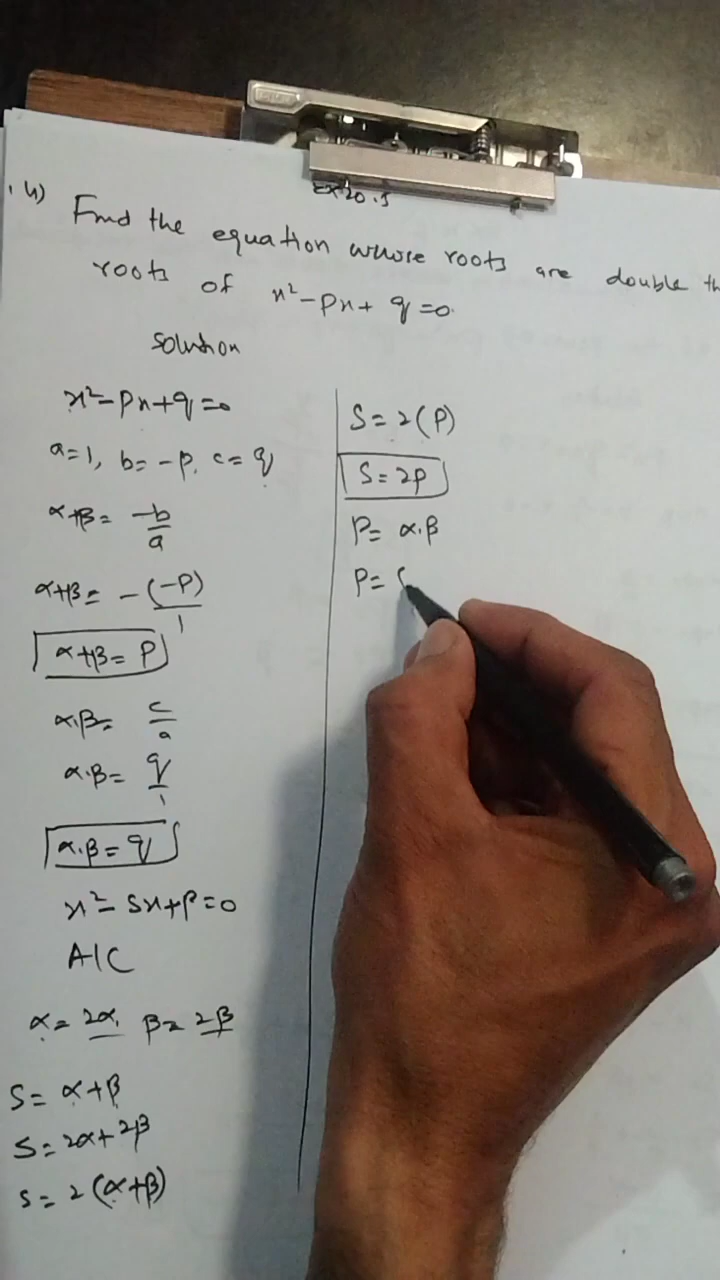 Ex 20.5
4) Find the equation whose roots are double th
roots of x²-px+q=0.
Solution
x²-px+q=0
a=1, b=-p, c=q
α+β= -b/a
α+β= -(-p)/1
α+β=p
α.β= c/a
α.β= q/1
α.β=q
x²-Sx+p=0
A/C
α=2α, β=2β
S=α+β
S=2α+2β
S=2(α+β)
S=2(P)
S=2p
P=α.β
P=(